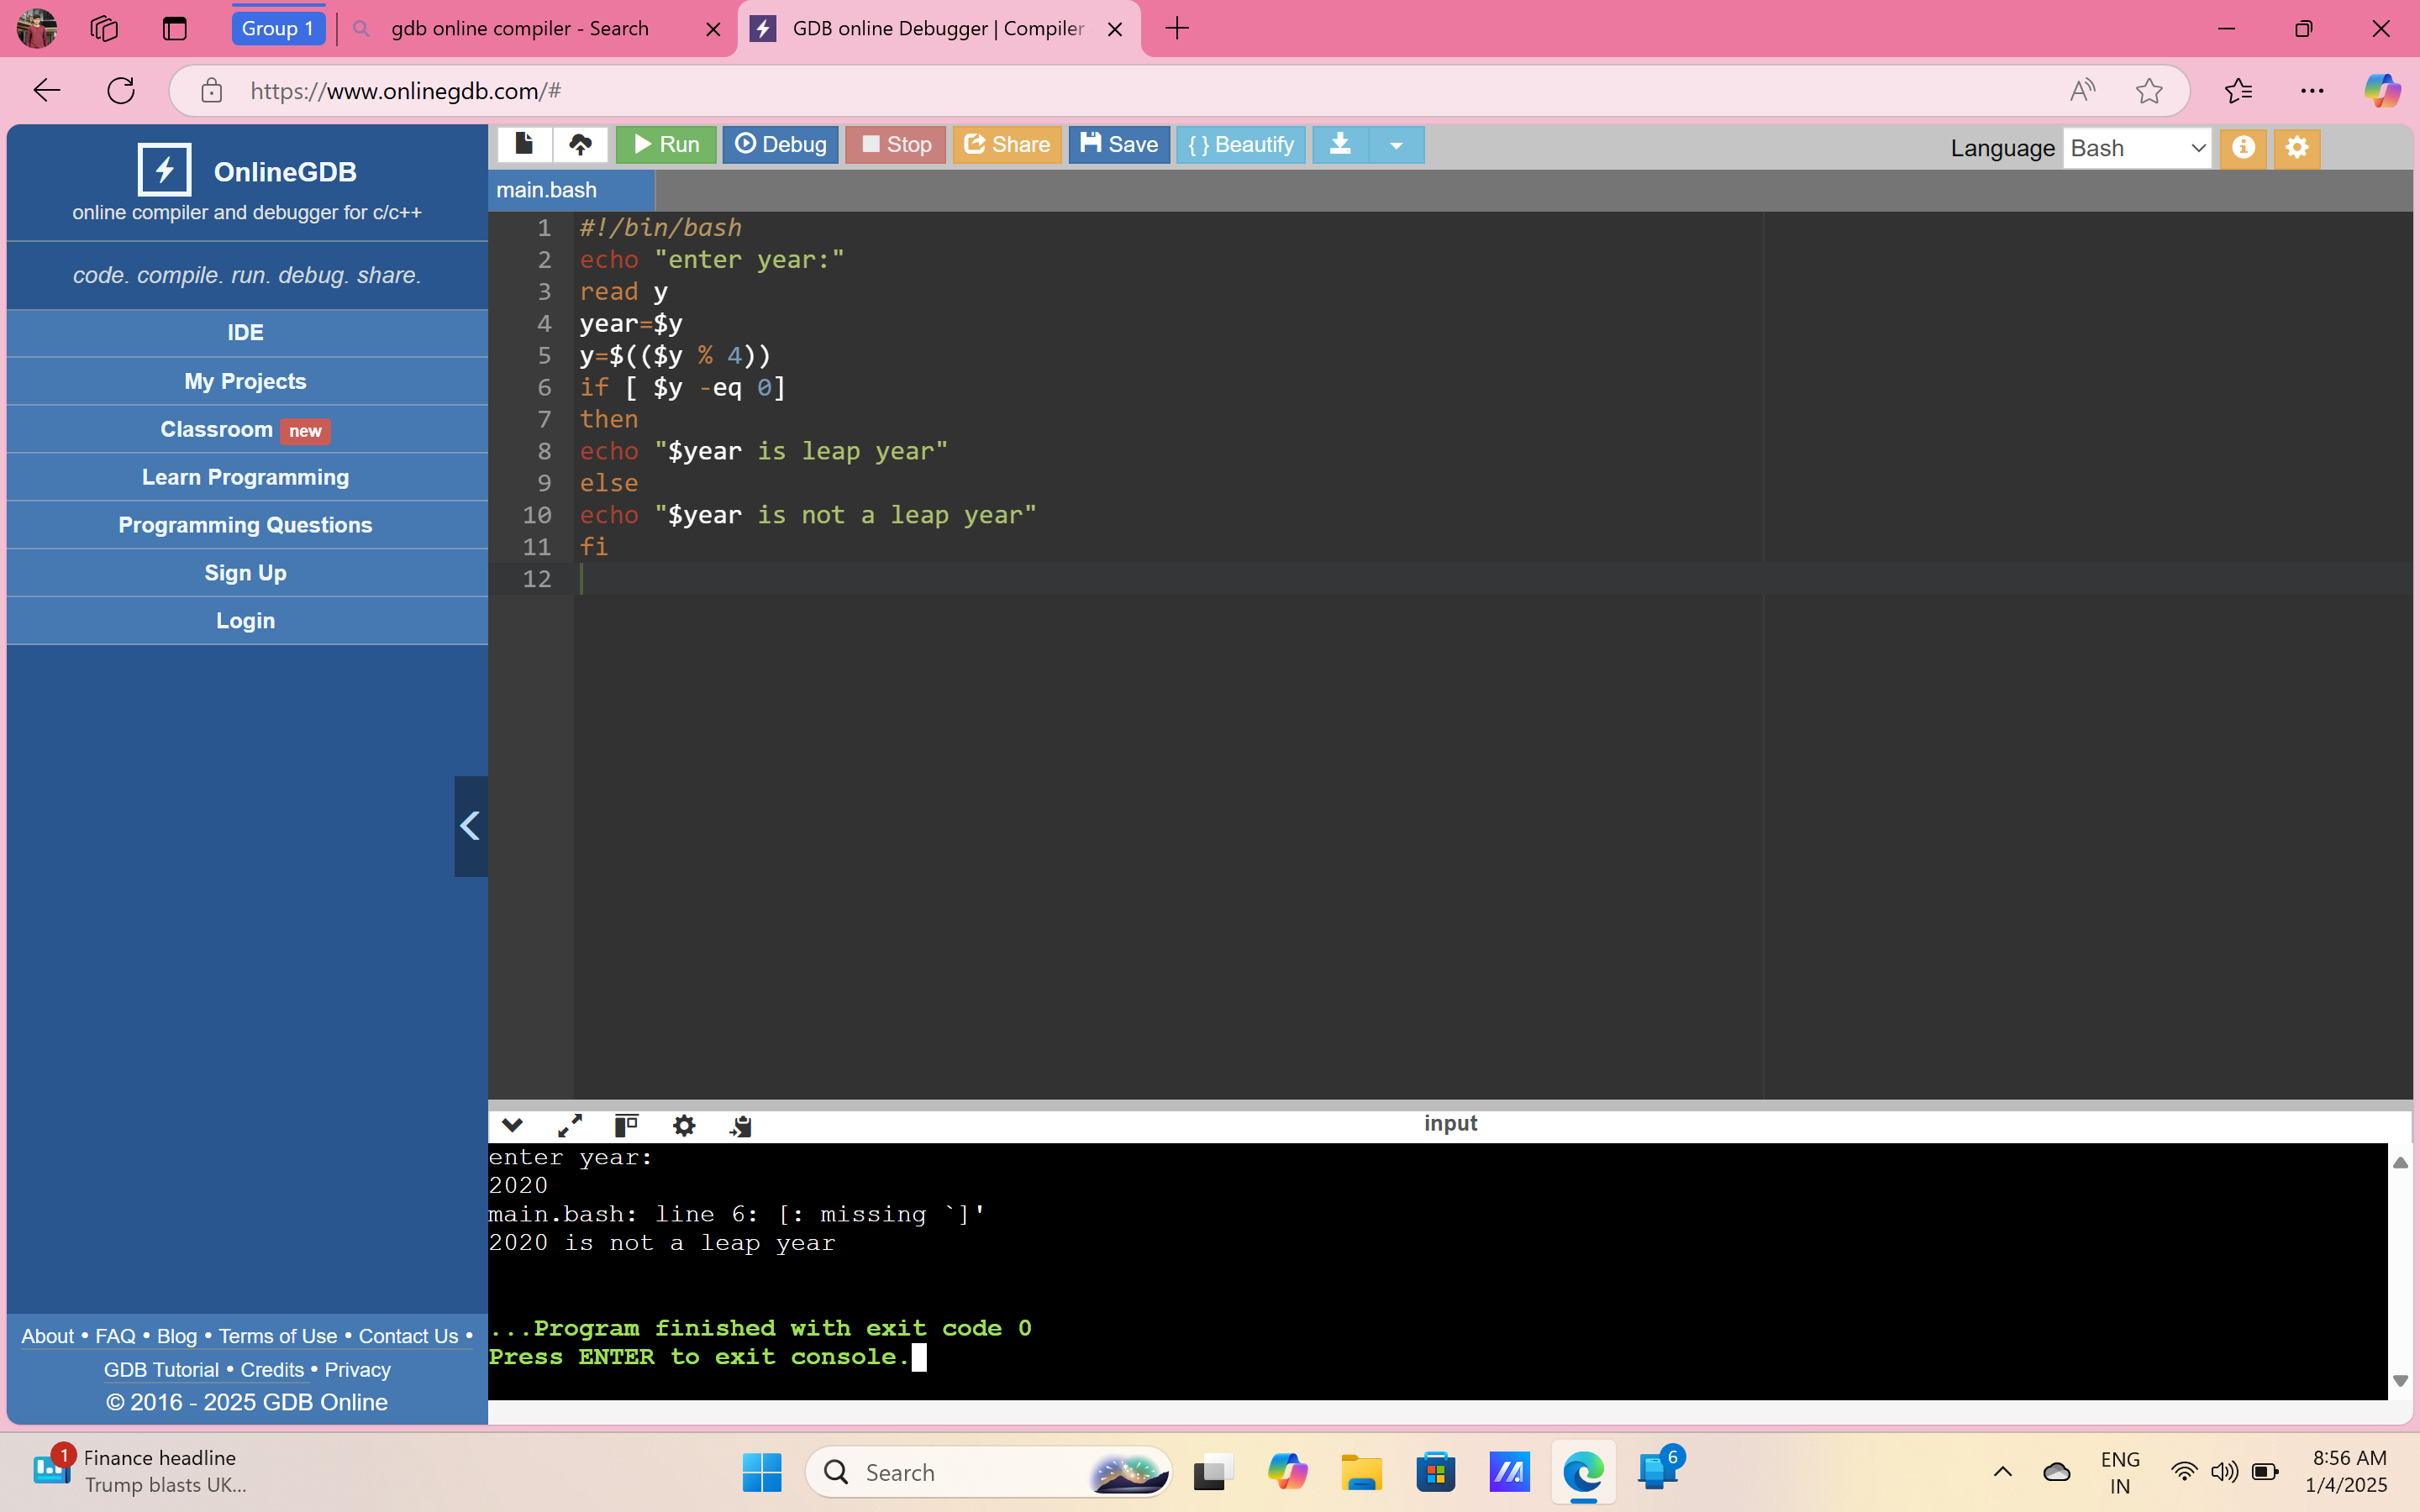 Group 1
gdb online compiler - Search
GDB online Debugger | Compiler
https://www.onlinegdb.com/#
OnlineGDB
online compiler and debugger for c/c++
code. compile. run. debug. share.
IDE
My Projects
Classroom new
Learn Programming
Programming Questions
Sign Up
Login
About • FAQ • Blog • Terms of Use • Contact Us •
GDB Tutorial • Credits • Privacy
© 2016 - 2025 GDB Online
Run Debug Stop Share Save { } Beautify
Language Bash
main.bash
1 #!/bin/bash
2 echo "enter year:"
3 read y
4 year=$y
5 y=$(($y % 4))
6 if [ $y -eq 0]
7 then
8 echo "$year is leap year"
9 else
10 echo "$year is not a leap year"
11 fi
12
input
enter year:
2020
main.bash: line 6: [: missing `]'
2020 is not a leap year
...Program finished with exit code 0
Press ENTER to exit console.
1
Finance headline
Trump blasts UK...
Search
6
ENG
IN
8:56 AM
1/4/2025